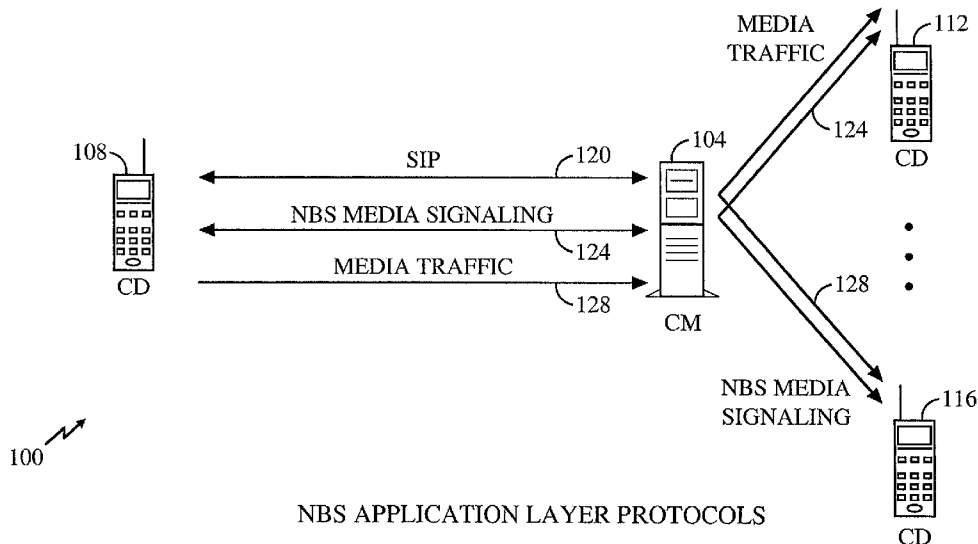 MEDIA
TRAFFIC
112
124
CD
108
SIP
120
104
NBS MEDIA SIGNALING
124
MEDIA TRAFFIC
128
CD
CM
128
NBS MEDIA
SIGNALING
116
100
NBS APPLICATION LAYER PROTOCOLS
CD